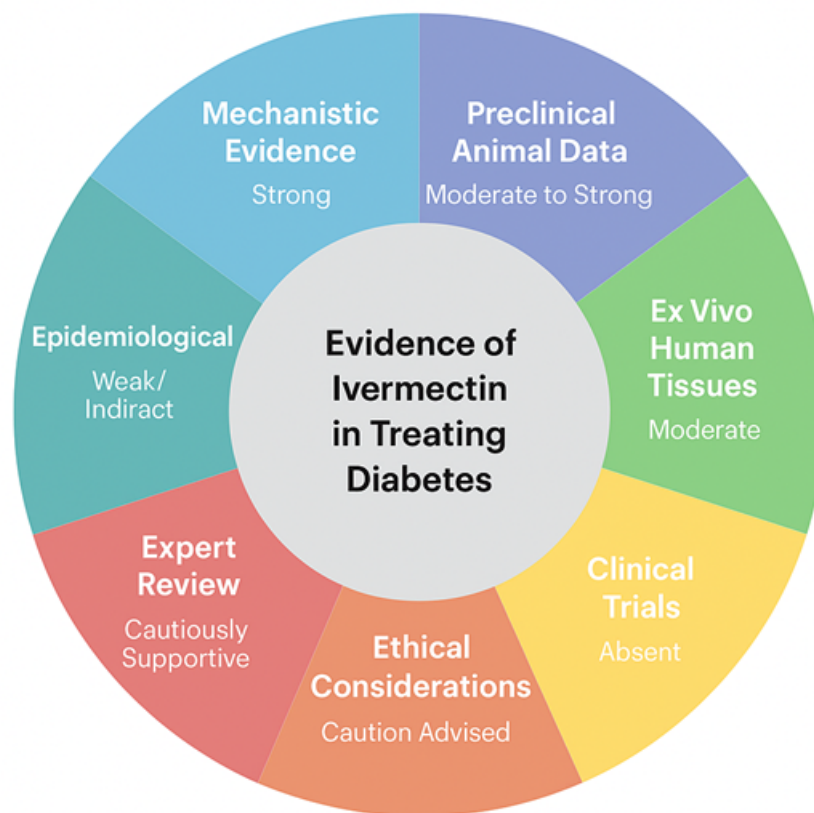 Mechanistic
Evidence
Strong
Preclinical
Animal Data
Moderate to Strong
Ex Vivo
Human
Tissues
Moderate
Clinical
Trials
Absent
Ethical
Considerations
Caution Advised
Expert
Review
Cautiously
Supportive
Epidemiological
Weak/
Indiract
Evidence of
Ivermectin
in Treating
Diabetes